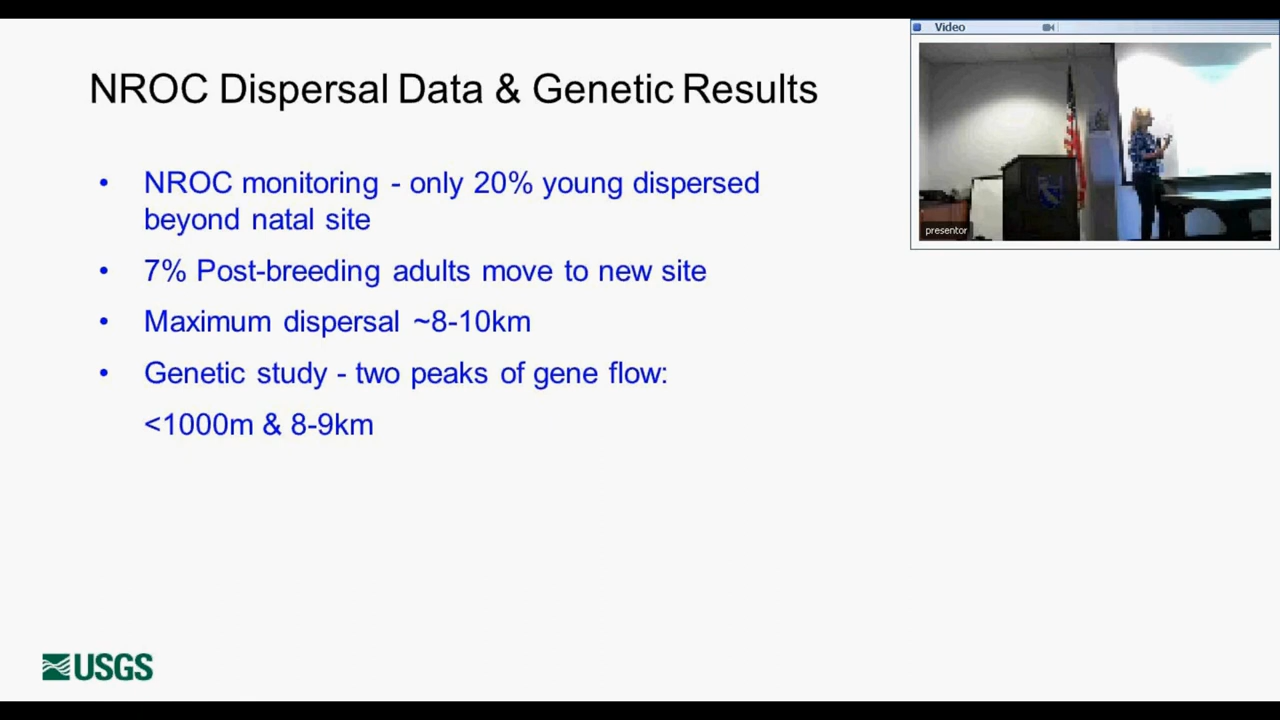 Video
NROC Dispersal Data & Genetic Results
• NROC monitoring - only 20% young dispersed
beyond natal site
• 7% Post-breeding adults move to new site
• Maximum dispersal ~8-10km
• Genetic study - two peaks of gene flow:
<1000m & 8-9km
presentor
USGS